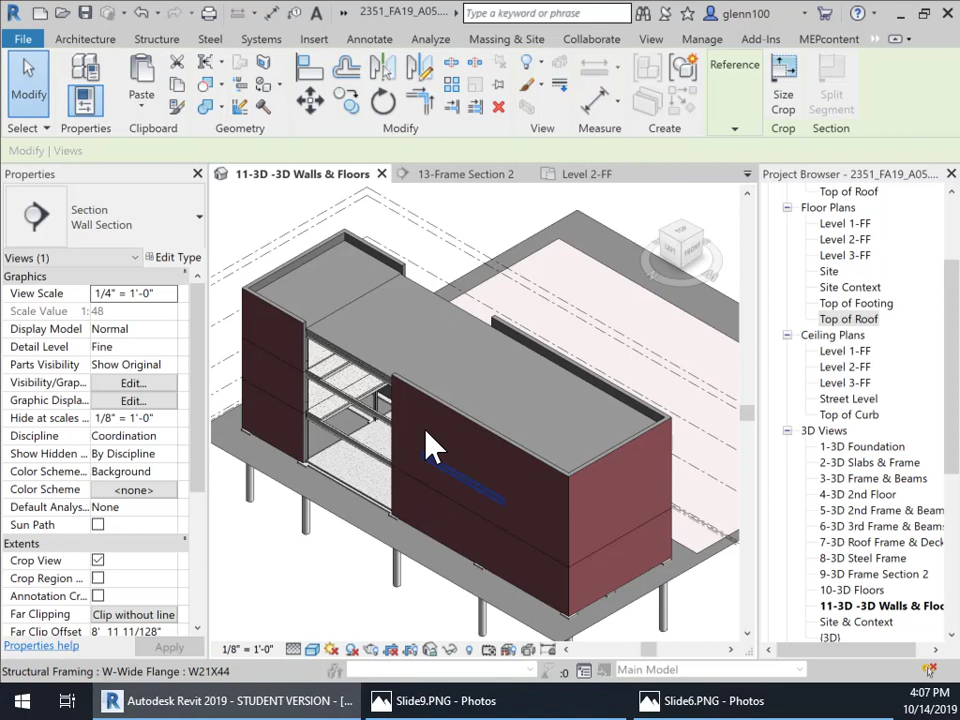 2351_FA19_A05....
Type a keyword or phrase
glenn100
File Architecture Structure Steel Systems Insert Annotate Analyze Massing & Site Collaborate View Manage Add-Ins MEPcontent
Modify
Paste
Reference
Size Crop
Split Segment
Select Properties Clipboard Geometry Modify View Measure Create Crop Section
Modify | Views
Properties
11-3D -3D Walls & Floors
13-Frame Section 2
Level 2-FF
Project Browser - 2351_FA19_A05....
Section
Wall Section
Views (1)
Edit Type
Graphics
View Scale 1/4" = 1'-0"
Scale Value 1: 48
Display Model Normal
Detail Level Fine
Parts Visibility Show Original
Visibility/Grap... Edit...
Graphic Displa... Edit...
Hide at scales ... 1/8" = 1'-0"
Discipline Coordination
Show Hidden ... By Discipline
Color Scheme... Background
Color Scheme <none>
Default Analys... None
Sun Path
Extents
Crop View
Crop Region ...
Annotation Cr...
Far Clipping Clip without line
Far Clip Offset 8' 11 11/128"
Properties help
Apply
LEFT
FRONT
Top of Roof
Floor Plans
Level 1-FF
Level 2-FF
Level 3-FF
Site
Site Context
Top of Footing
Top of Roof
Ceiling Plans
Level 1-FF
Level 2-FF
Level 3-FF
Street Level
Top of Curb
3D Views
1-3D Foundation
2-3D Slabs & Frame
3-3D Frame & Beams
4-3D 2nd Floor
5-3D 2nd Frame & Beam
6-3D 3rd Frame & Beams
7-3D Roof Frame & Deck
8-3D Steel Frame
9-3D Frame Section 2
10-3D Floors
11-3D -3D Walls & Floo
Site & Context
{3D}
1/8" = 1'-0"
Structural Framing : W-Wide Flange : W21X44
:0
Main Model
Autodesk Revit 2019 - STUDENT VERSION - [...
Slide9.PNG - Photos
Slide6.PNG - Photos
4:07 PM
10/14/2019